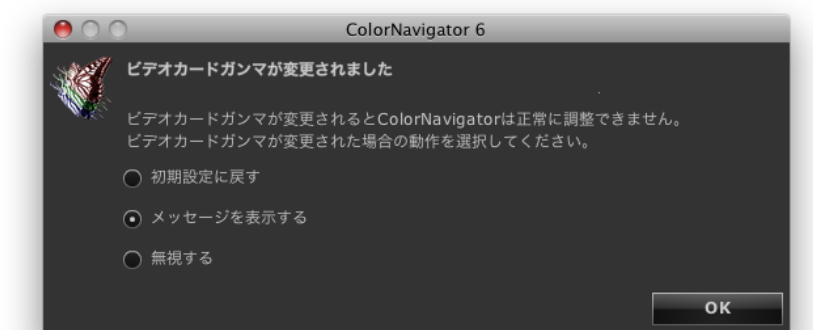 ColorNavigator 6
ビデオカードガンマが変更されました
ビデオカードガンマが変更されるとColorNavigatorは正常に調整できません。
ビデオカードガンマが変更された場合の動作を選択してください。
初期設定に戻す
メッセージを表示する
無視する
OK